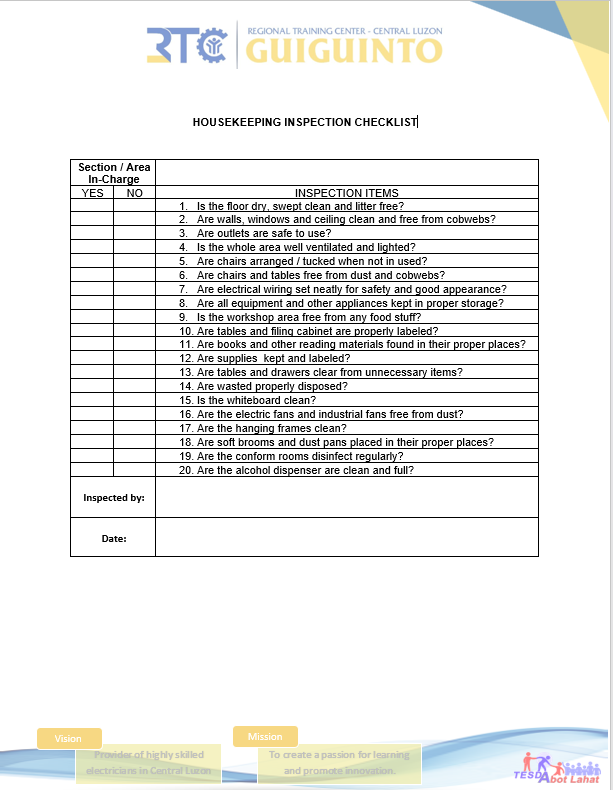 RTC
REGIONAL TRAINING CENTER - CENTRAL LUZON
GUIGUINTO
HOUSEKEEPING INSPECTION CHECKLIST
Section / Area
In-Charge
YES NO INSPECTION ITEMS
1. Is the floor dry, swept clean and litter free?
2. Are walls, windows and ceiling clean and free from cobwebs?
3. Are outlets are safe to use?
4. Is the whole area well ventilated and lighted?
5. Are chairs arranged / tucked when not in used?
6. Are chairs and tables free from dust and cobwebs?
7. Are electrical wiring set neatly for safety and good appearance?
8. Are all equipment and other appliances kept in proper storage?
9. Is the workshop area free from any food stuff?
10. Are tables and filing cabinet are properly labeled?
11. Are books and other reading materials found in their proper places?
12. Are supplies kept and labeled?
13. Are tables and drawers clear from unnecessary items?
14. Are wasted properly disposed?
15. Is the whiteboard clean?
16. Are the electric fans and industrial fans free from dust?
17. Are the hanging frames clean?
18. Are soft brooms and dust pans placed in their proper places?
19. Are the conform rooms disinfect regularly?
20. Are the alcohol dispenser are clean and full?
Inspected by:
Date:
Vision
Provider of highly skilled
electricians in Central Luzon
Mission
To create a passion for learning
and promote innovation.
TESDA Abot Lahat